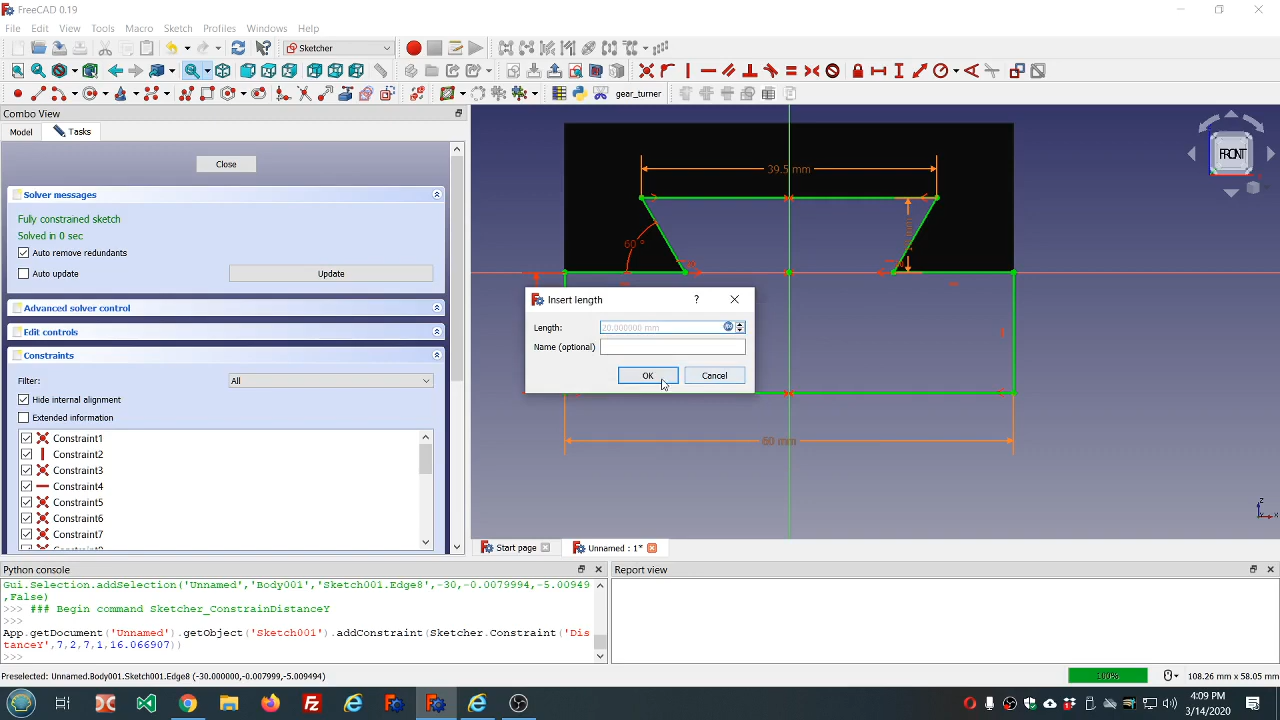 FreeCAD 0.19
File Edit View Tools Macro Sketch Profiles Windows Help
Sketcher
gear_turner
Combo View
Model Tasks
Close
Solver messages
Fully constrained sketch
Solved in 0 sec
Auto remove redundants
Auto update Update
Advanced solver control
Edit controls
Constraints
Filter: All
Hide internal alignment
Extended information
Constraint1
Constraint2
Constraint3
Constraint4
Constraint5
Constraint6
Constraint7
39.5 mm
60 °
FRONT
Insert length
Length: 20.000000 mm
Name (optional)
OK Cancel
60 mm
Start page Unnamed : 1*
Python console
Gui.Selection.addSelection('Unnamed','Body001','Sketch001.Edge8',-30,-0.0079994,-5.00949
,False)
>>> ### Begin command Sketcher_ConstrainDistanceY
>>>
App.getDocument('Unnamed').getObject('Sketch001').addConstraint(Sketcher.Constraint('Dis
tanceY',7,2,7,1,16.066907))
>>>
Report view
Preselected: Unnamed.Body001.Sketch001.Edge8 (-30.000000, -0.007999, -5.009494)
100%
108.26 mm x 58.05 mm
4:09 PM
3/14/2020